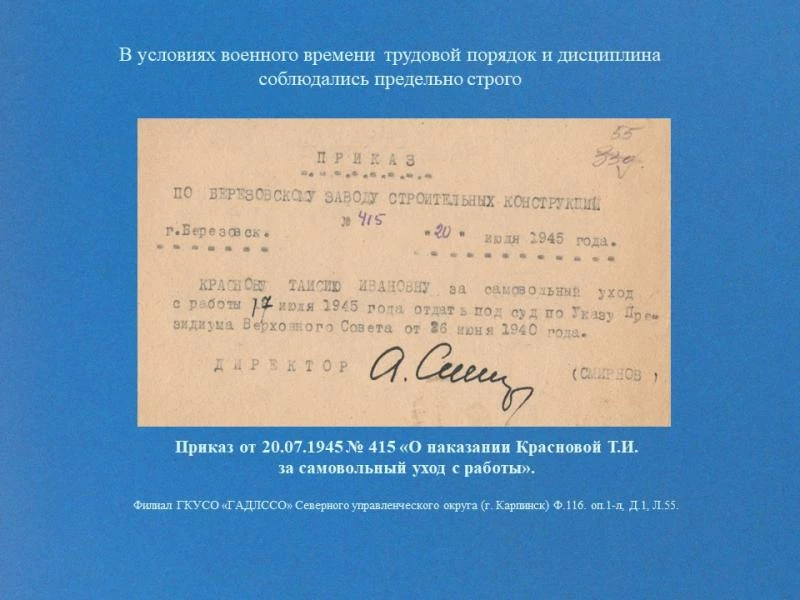 В условиях военного времени трудовой порядок и дисциплина
соблюдались предельно строго
55
ПРИКАЗ
ПО БЕРЕЗОВСКОМУ ЗАВОДУ СТРОИТЕЛЬНЫХ КОНСТРУКЦИЙ
№ 415
г.Березовск. "20" июля 1945 года.
КРАСНОВУ ТАИСИЮ ИВАНОВНУ за самовольный уход
с работы 17 июля 1945 года отдать под суд по Указу Пре-
зидиума Верховного Совета от 26 июня 1940 года.
ДИРЕКТОР (СМИРНОВ)
Приказ от 20.07.1945 № 415 «О наказании Красновой Т.И.
за самовольный уход с работы».
Филиал ГКУСО «ГАДЛССО» Северного управленческого округа (г. Карпинск) Ф.116. оп.1-л, Д.1, Л.55.